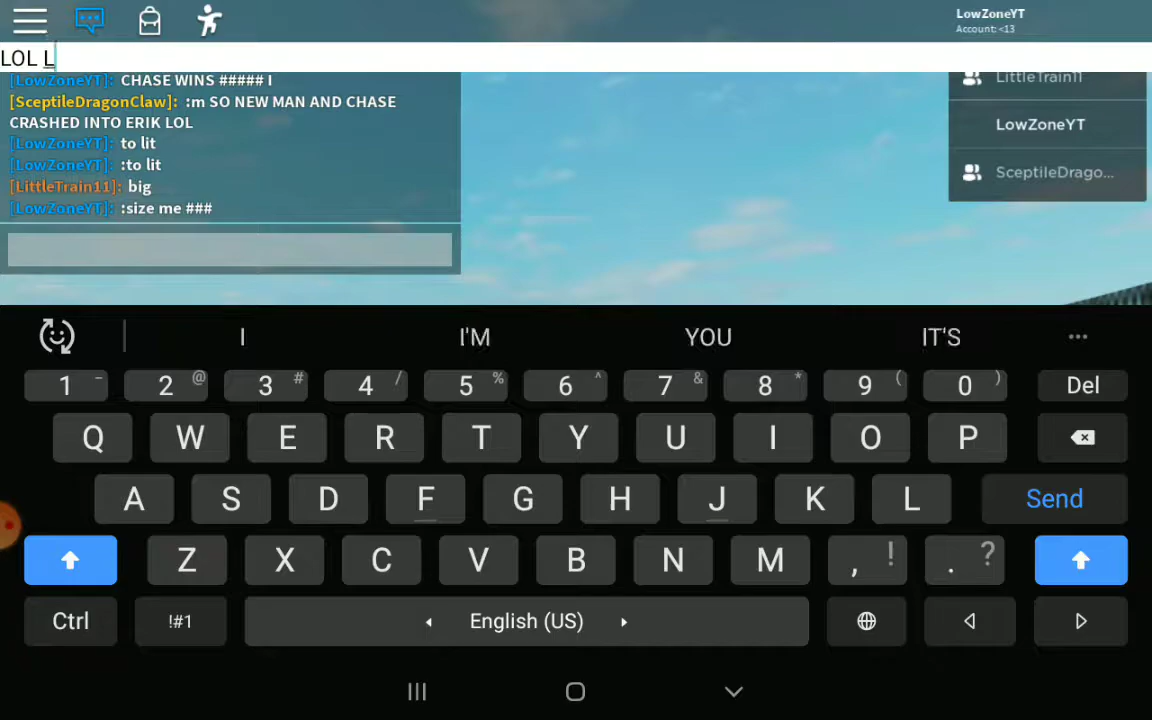 LowZoneYT
Account: <13
LOL L
[LowZoneYT]: CHASE WINS ##### I
[SceptileDragonClaw]: :m SO NEW MAN AND CHASE
CRASHED INTO ERIK LOL
[LowZoneYT]: to lit
[LowZoneYT]: :to lit
[LittleTrain11]: big
[LowZoneYT]: :size me ###
LittleTrain11
LowZoneYT
SceptileDrago...
I I'M YOU IT'S ...
1 - 2 @ 3 # 4 / 5 % 6 ^ 7 & 8 * 9 ( 0 ) Del
Q W E R T Y U I O P
A S D F G H J K L Send
Z X C V B N M , ! . ?
Ctrl !#1 English (US)